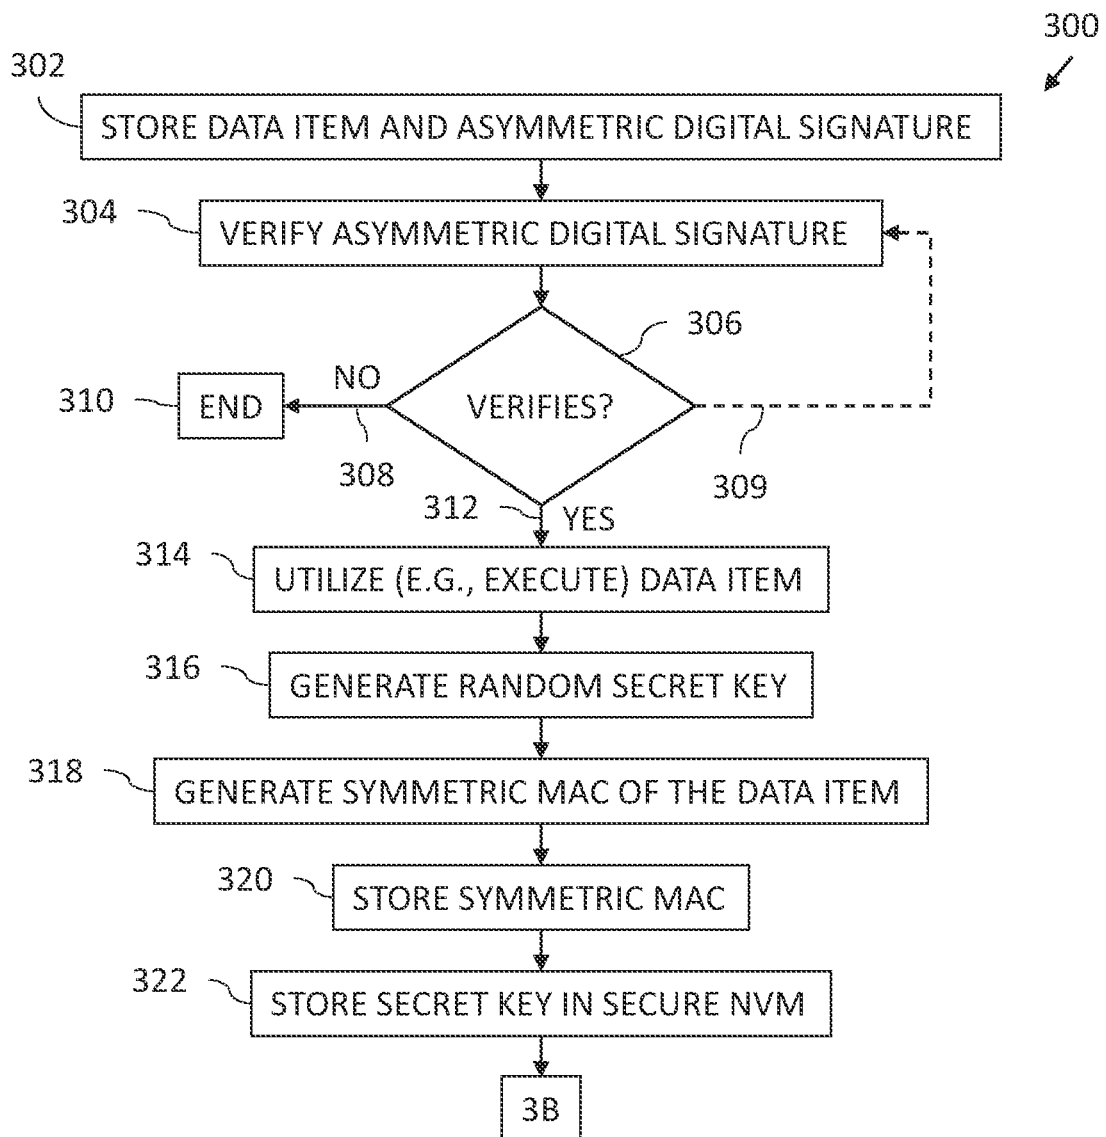 300
302
STORE DATA ITEM AND ASYMMETRIC DIGITAL SIGNATURE
304
VERIFY ASYMMETRIC DIGITAL SIGNATURE
306
310
END
NO
308
VERIFIES?
309
312
YES
314
UTILIZE (E.G., EXECUTE) DATA ITEM
316
GENERATE RANDOM SECRET KEY
318
GENERATE SYMMETRIC MAC OF THE DATA ITEM
320
STORE SYMMETRIC MAC
322
STORE SECRET KEY IN SECURE NVM
3B